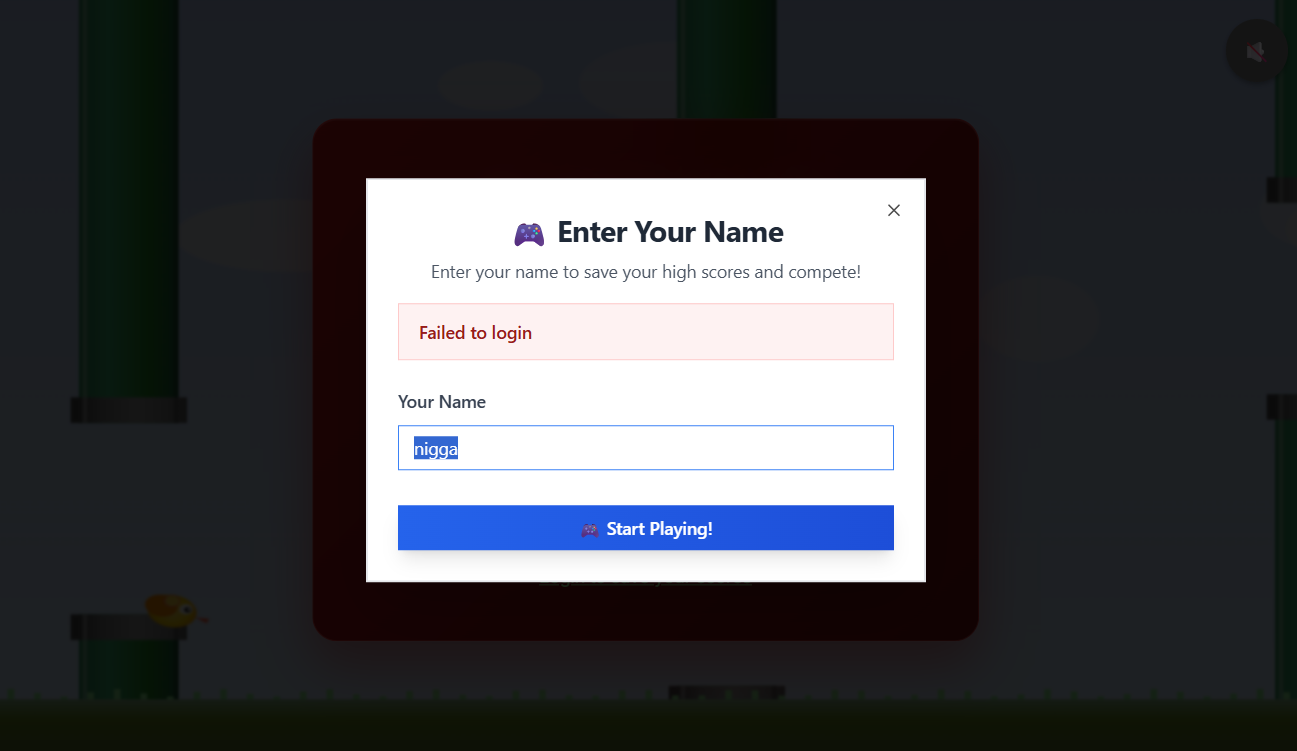 Enter Your Name
Enter your name to save your high scores and compete!
Failed to login
Your Name
nigga
Start Playing!